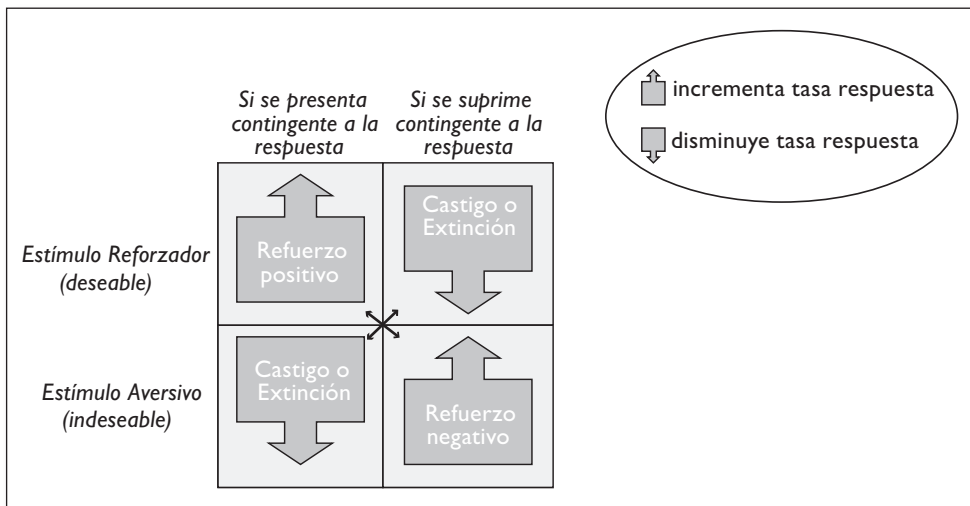 incrementa tasa respuesta
disminuye tasa respuesta
Si se presenta
contingente a la
respuesta
Si se suprime
contingente a la
respuesta
Estímulo Reforzador
(deseable)
Refuerzo
positivo
Castigo o
Extinción
Estímulo Aversivo
(indeseable)
Castigo o
Extinción
Refuerzo
negativo